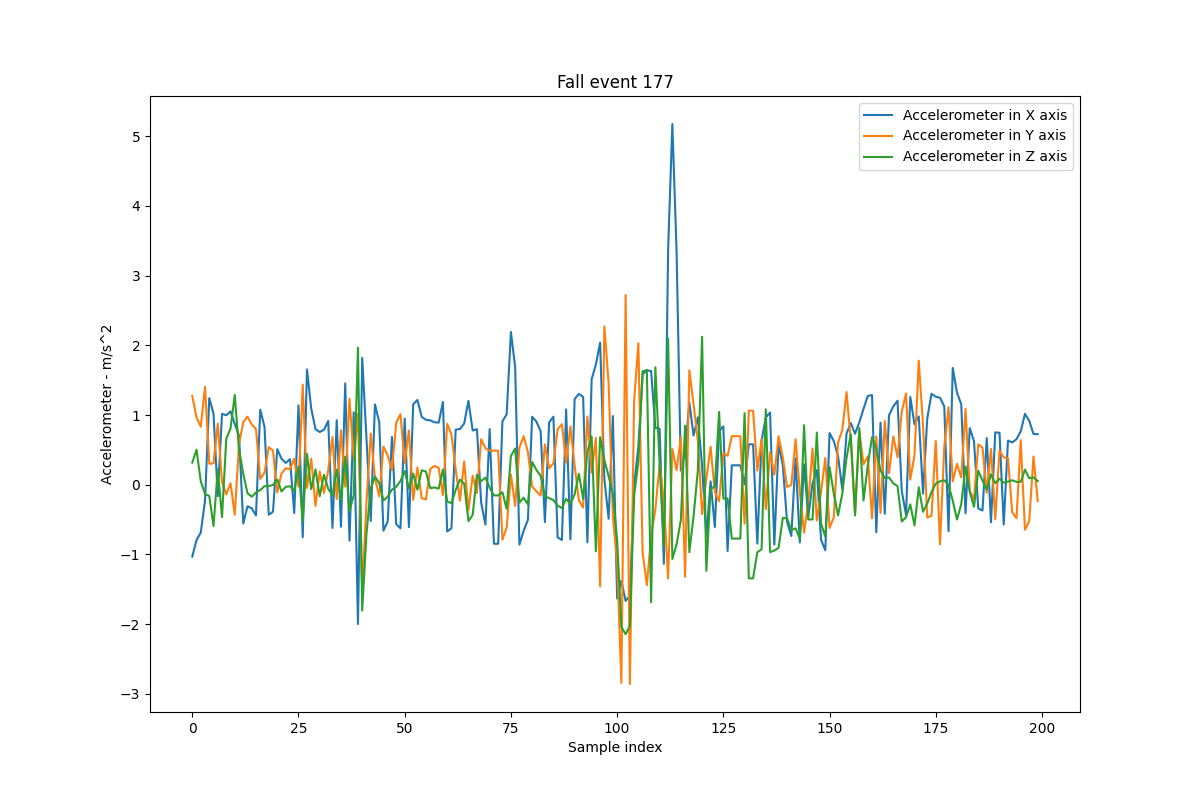 Fall event 177
Accelerometer in X axis
Accelerometer in Y axis
Accelerometer in Z axis
Accelerometer - m/s^2
5
4
3
2
1
0
−1
−2
−3
0 25 50 75 100 125 150 175 200
Sample index